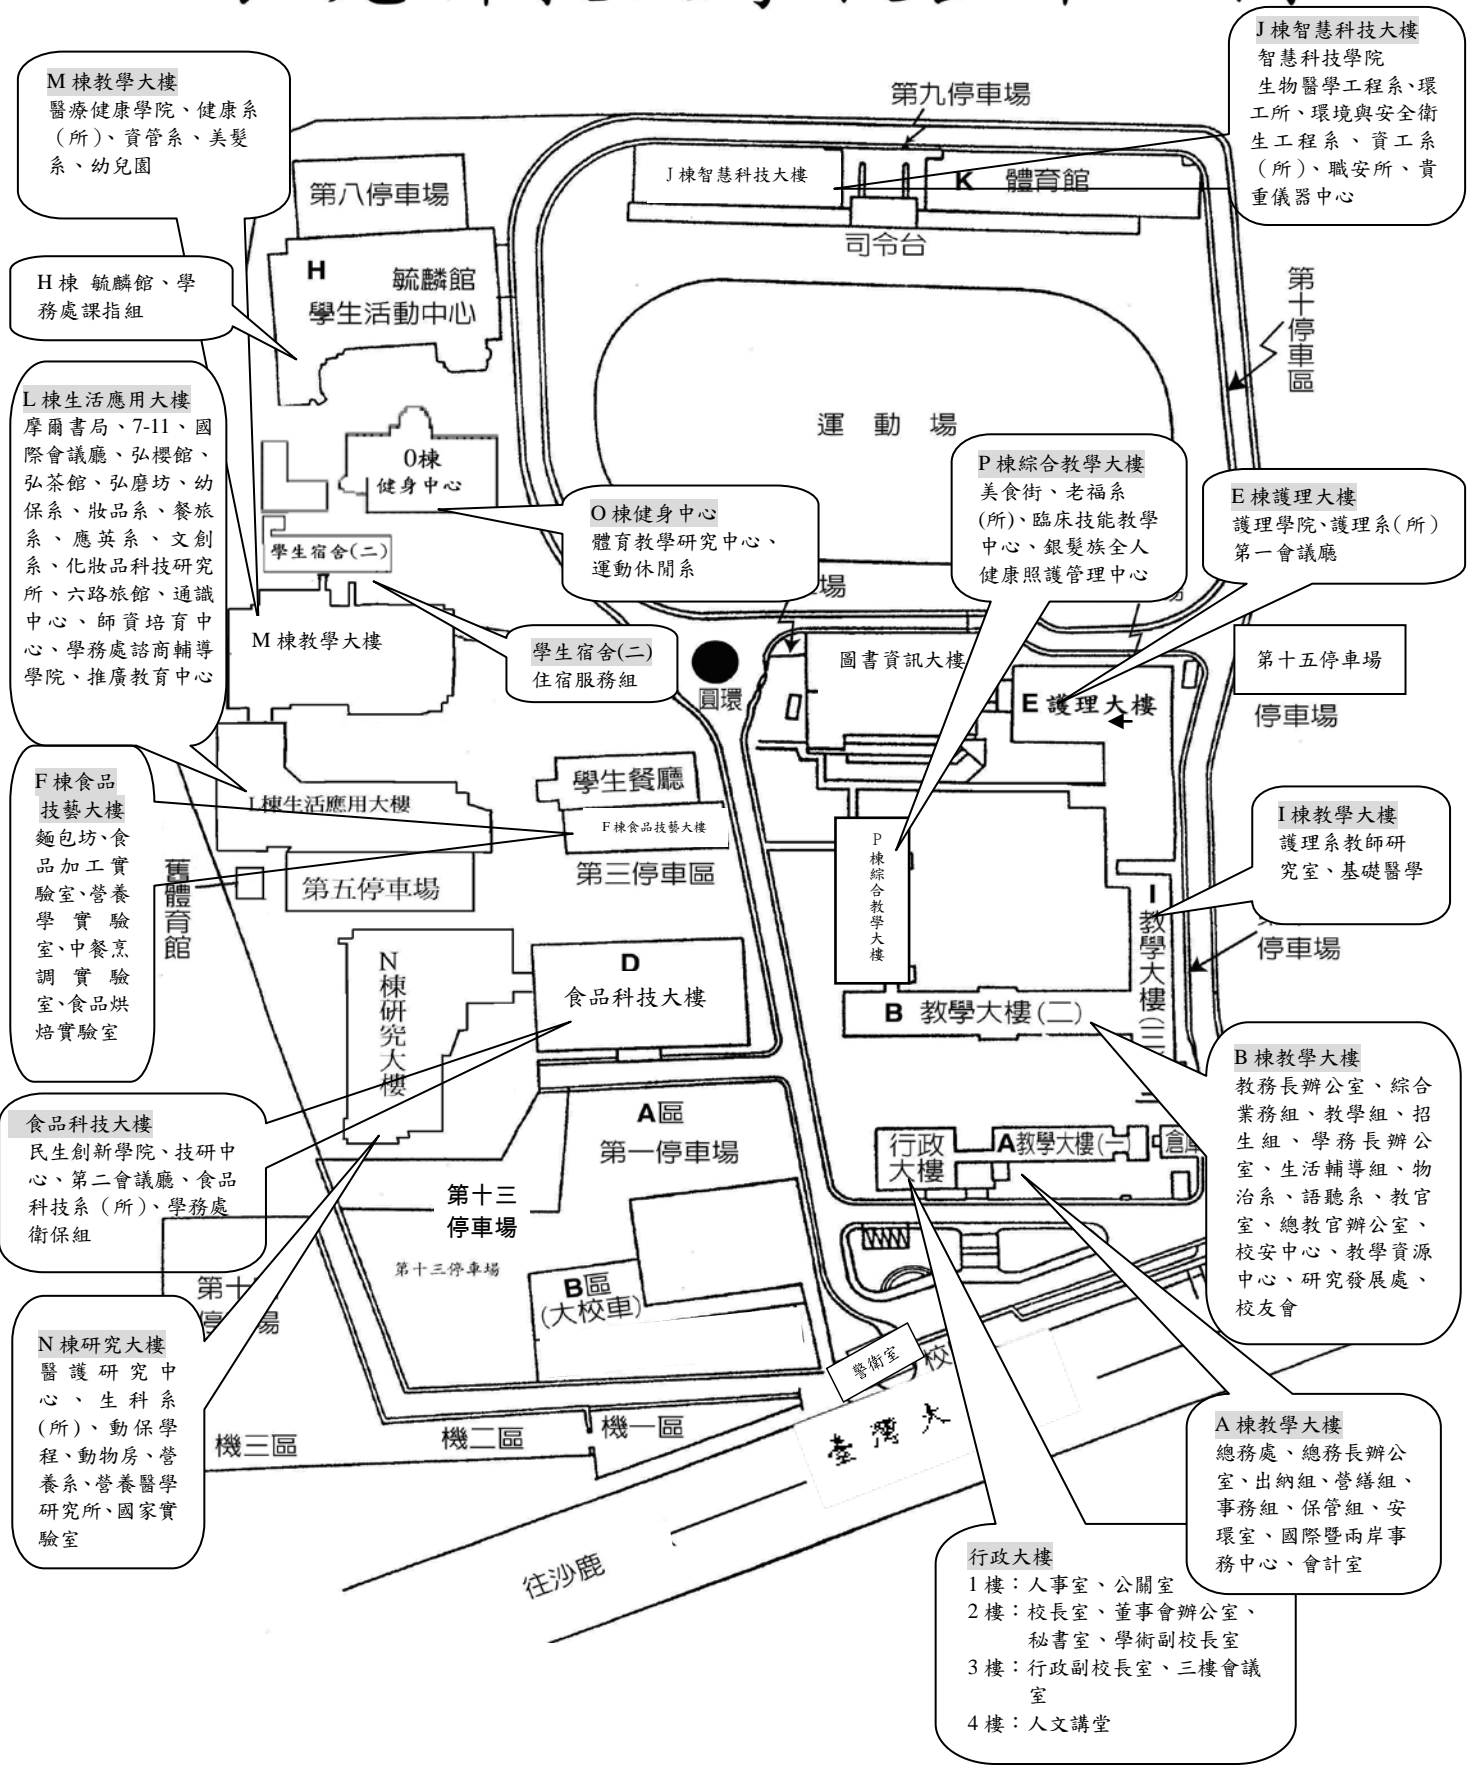 J 棟智慧科技大樓
智慧科技學院
生物醫學工程系、環
工所、環境與安全衛
生工程系、資工系
（所）、職安所、貴
重儀器中心
M 棟教學大樓
醫療健康學院、健康系
（所）、資管系、美髮
系、幼兒園
第九停車場
J 棟智慧科技大樓
K 體育館
第八停車場
司令台
H 毓麟館
學生活動中心
H 棟 毓麟館、學
務處課指組
第十停車區
L 棟生活應用大樓
摩爾書局、7-11、國
際會議廳、弘櫻館、
弘茶館、弘磨坊、幼
保系、妝品系、餐旅
系、應英系、文創
系、化妝品科技研究
所、六路旅館、通識
中心、師資培育中
心、學務處諮商輔導
學院、推廣教育中心
運動場
O棟
健身中心
P 棟綜合教學大樓
美食街、老福系
(所)、臨床技能教學
中心、銀髮族全人
健康照護管理中心
E 棟護理大樓
護理學院、護理系（所）
第一會議廳
O 棟健身中心
體育教學研究中心、
運動休閒系
學生宿舍(二)
車場
場
M 棟教學大樓
學生宿舍(二)
住宿服務組
圓環
圖書資訊大樓
第十五停車場
停車場
E 護理大樓
F 棟食品
技藝大樓
麵包坊、食
品加工實
驗室、營養
學實驗
室、中餐烹
調實驗
室、食品烘
焙實驗室
L棟生活應用大樓
學生餐廳
F 棟食品技藝大樓
第三停車區
舊體育館
第五停車場
P棟綜合教學大樓
I 棟教學大樓
護理系教師研
究室、基礎醫學
I 教學大樓(三
停車場
N棟研究大樓
D
食品科技大樓
B 教學大樓(二)
B 棟教學大樓
教務長辦公室、綜合
業務組、教學組、招
生組、學務長辦公
室、生活輔導組、物
治系、語聽系、教官
室、總教官辦公室、
校安中心、教學資源
中心、研究發展處、
校友會
食品科技大樓
民生創新學院、技研中
心、第二會議廳、食品
科技系（所）、學務處
衛保組
A區
第一停車場
行政
大樓
A教學大樓(一)
倉庫
第十三
停車場
第十三停車場
第十
停 場
B區
(大校車)
N 棟研究大樓
醫護研究中
心、生科系
(所)、動保學
程、動物房、營
養系、營養醫學
研究所、國家實
驗室
警衛室
校
機三區
機二區
機一區
臺灣大
往沙鹿
A 棟教學大樓
總務處、總務長辦公
室、出納組、營繕組、
事務組、保管組、安
環室、國際暨兩岸事
務中心、會計室
行政大樓
1 樓：人事室、公關室
2 樓：校長室、董事會辦公室、
秘書室、學術副校長室
3 樓：行政副校長室、三樓會議
室
4 樓：人文講堂